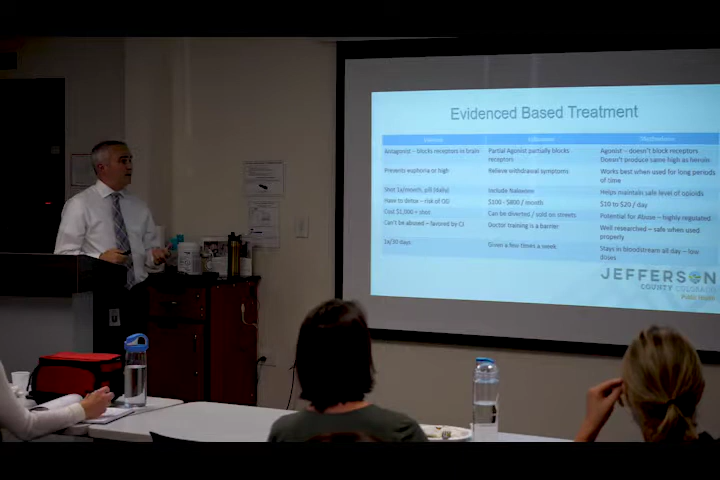 Evidenced Based Treatment
Methadone
Antagonist – blocks receptors in brain
Partial Agonist partially blocks
receptors
Agonist – doesn't block receptors
Doesn't produce same high as heroin
Prevents euphoria or high
Relieve withdrawal symptoms
Works best when used for long periods
of time
Shot 1x/month, pill (daily)
Include Naloxone
Helps maintain safe level of opioids
Have to detox – risk of OD
$100 - $800 / month
$10 to $20 / day
Cost $1,000 + shot
Can be diverted / sold on streets
Potential for Abuse – highly regulated
Can't be abused – favored by CJ
Doctor training is a barrier
Well researched – safe when used
properly
1x/30 days
Given a few times a week
Stays in bloodstream all day – low
doses
JEFFERSON
COUNTY COLORADO
Public Health